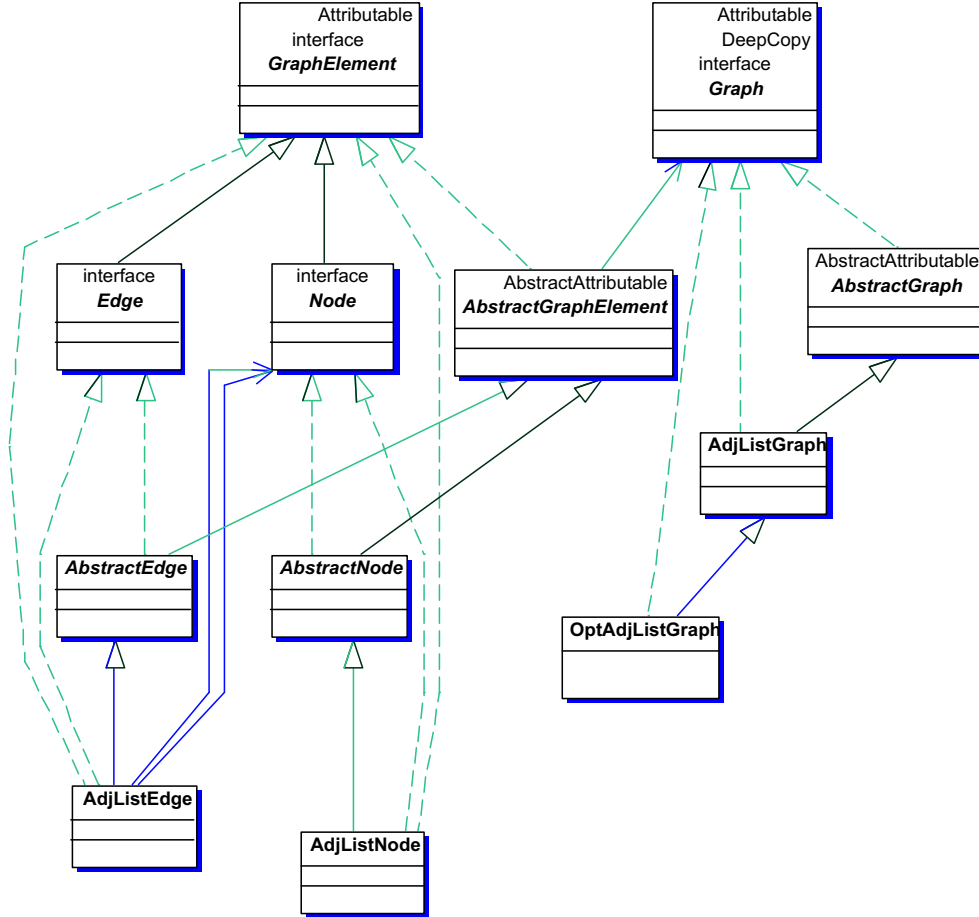 Attributable
interface
GraphElement
Attributable
DeepCopy
interface
Graph
interface
Edge
interface
Node
AbstractAttributable
AbstractGraphElement
AbstractAttributable
AbstractGraph
AdjListGraph
AbstractEdge
AbstractNode
OptAdjListGraph
AdjListEdge
AdjListNode